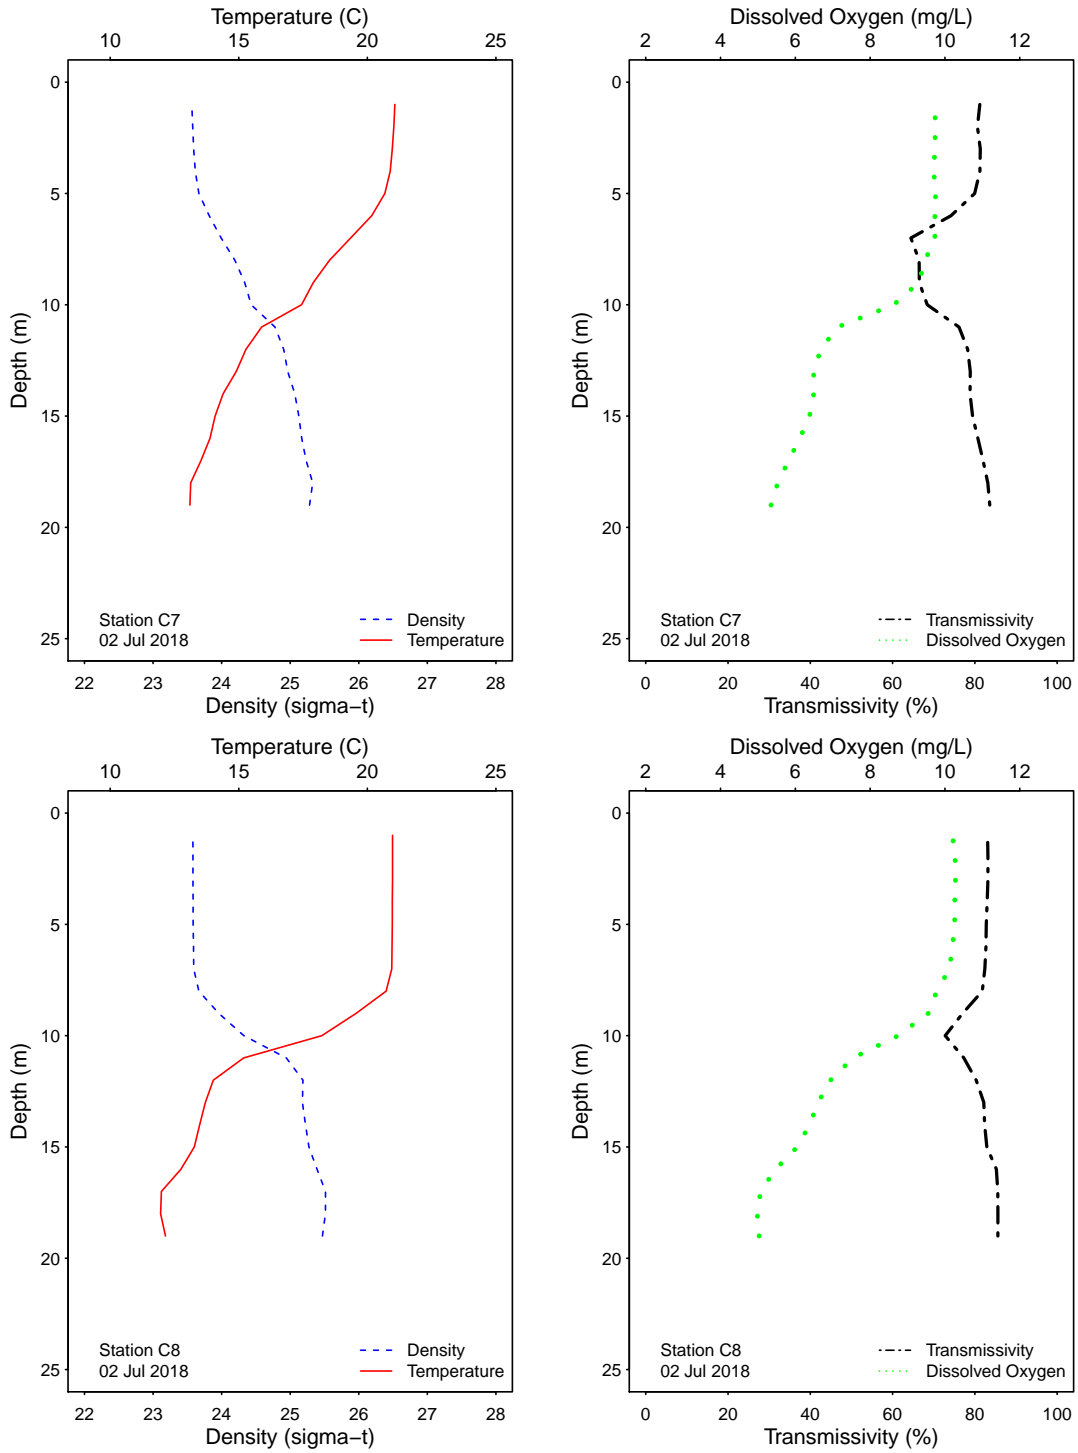 Temperature (C)
10 15 20 25
0
5
10
15
20
25
Depth (m)
Station C7
02 Jul 2018
Density
Temperature
22 23 24 25 26 27 28
Density (sigma−t)
Dissolved Oxygen (mg/L)
2 4 6 8 10 12
0
5
10
15
20
25
Depth (m)
Station C7
02 Jul 2018
Transmissivity
Dissolved Oxygen
0 20 40 60 80 100
Transmissivity (%)
Temperature (C)
10 15 20 25
0
5
10
15
20
25
Depth (m)
Station C8
02 Jul 2018
Density
Temperature
22 23 24 25 26 27 28
Density (sigma−t)
Dissolved Oxygen (mg/L)
2 4 6 8 10 12
0
5
10
15
20
25
Depth (m)
Station C8
02 Jul 2018
Transmissivity
Dissolved Oxygen
0 20 40 60 80 100
Transmissivity (%)